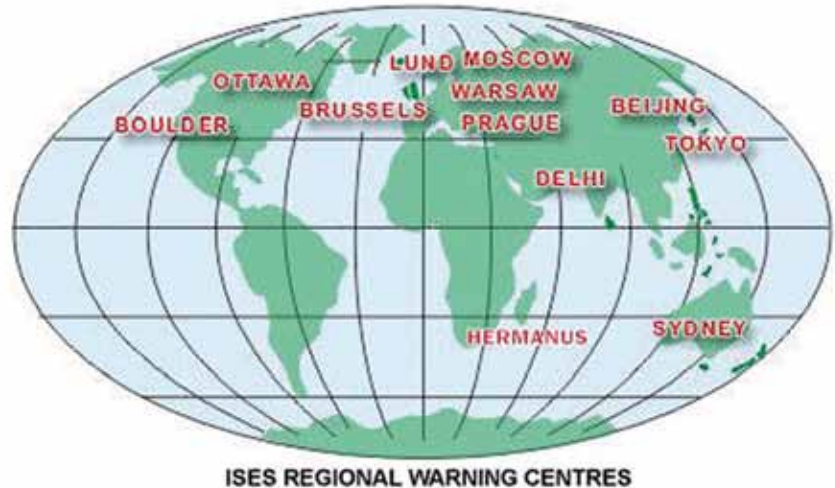 LUND MOSCOW
OTTAWA
WARSAW
BRUSSELS
BEIJING
BOULDER
PRAGUE
TOKYO
DELHI
HERMANUS
SYDNEY
ISES REGIONAL WARNING CENTRES